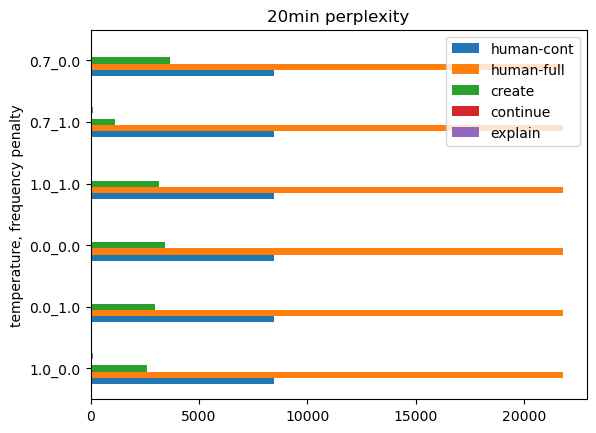 20min perplexity
human-cont
human-full
create
continue
explain
temperature, frequency penalty
0.7_0.0
0.7_1.0
1.0_1.0
0.0_0.0
0.0_1.0
1.0_0.0
0 5000 10000 15000 20000